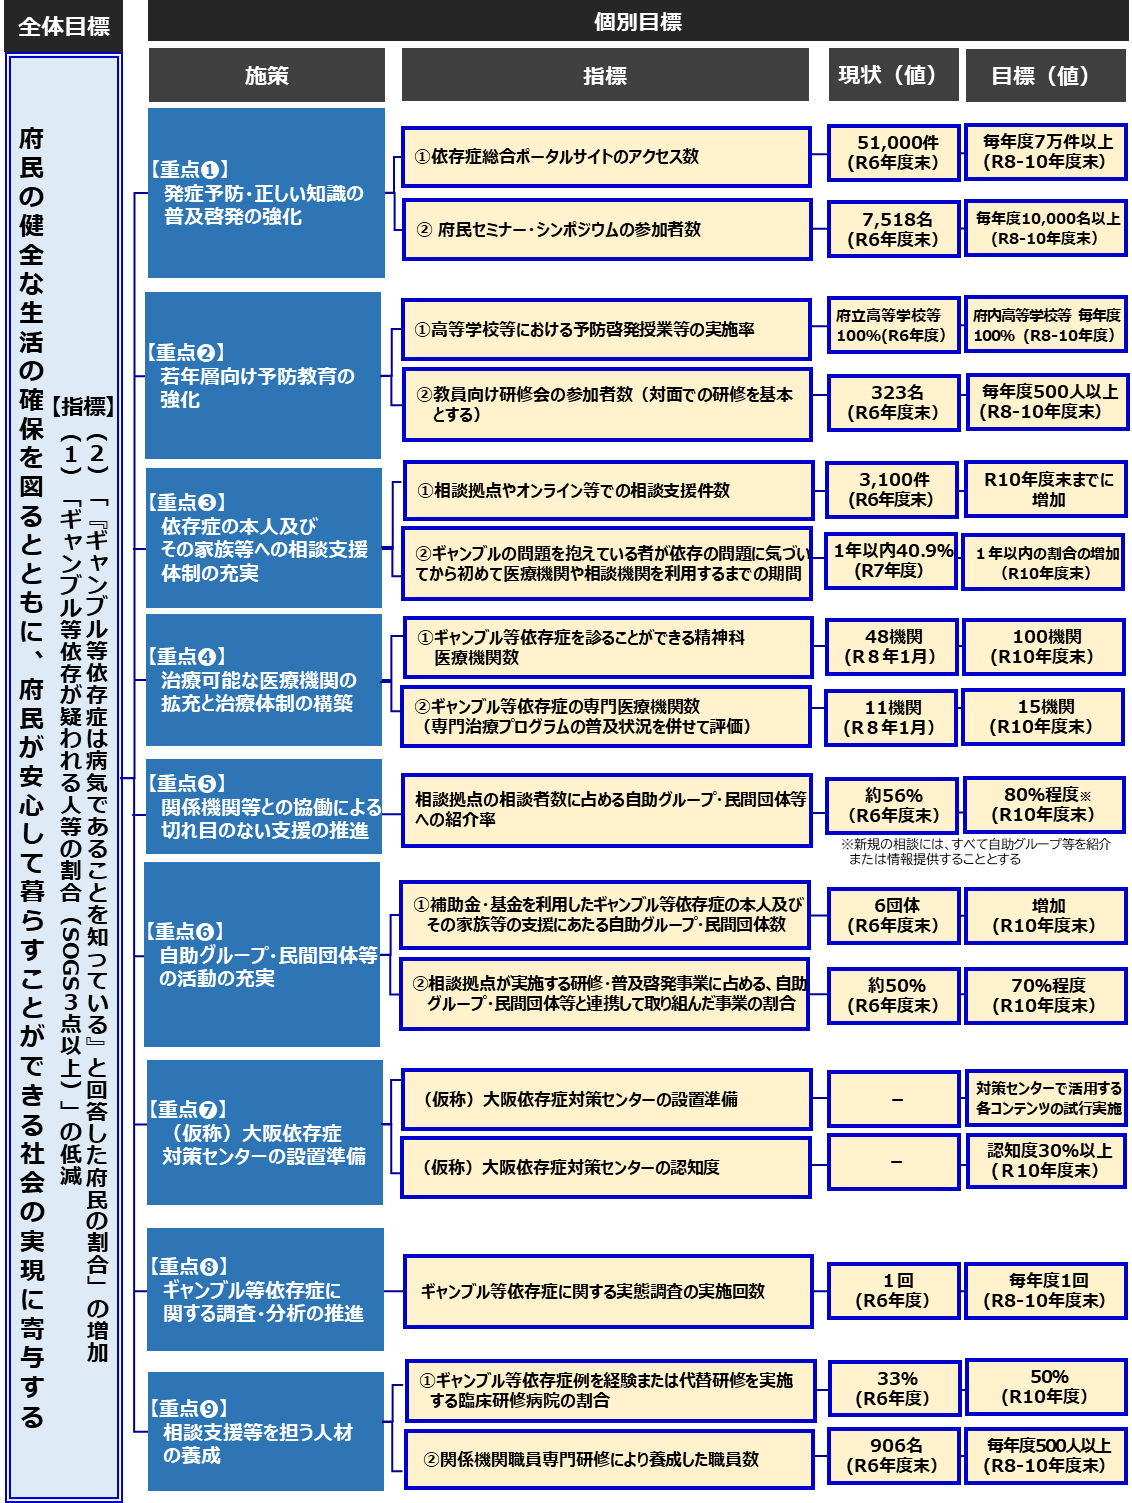 全体目標
府民の健全な生活の確保を図るとともに、府民が安心して暮らすことができる社会の実現に寄与する
【指標】
（1）「ギャンブル等依存が疑われる人等の割合（SOGS3点以上）」の低減
（2）「『ギャンブル等依存症は病気であることを知っている』と回答した府民の割合」の増加
個別目標
施策
指標
現状（値）
目標（値）
【重点❶】
発症予防・正しい知識の
普及啓発の強化
①依存症総合ポータルサイトのアクセス数
51,000件
（R6年度末）
毎年度7万件以上
（R8-10年度末）
② 府民セミナー・シンポジウムの参加者数
7,518名
（R6年度末）
毎年度10,000名以上
（R8-10年度末）
【重点❷】
若年層向け予防教育の
強化
①高等学校等における予防啓発授業等の実施率
府立高等学校等
100%(R6年度）
府内高等学校等 毎年度
100%（R8-10年度）
②教員向け研修会の参加者数（対面での研修を基本
とする）
323名
（R6年度末）
毎年度500人以上
（R8-10年度末）
【重点❸】
依存症の本人及び
その家族等への相談支援
体制の充実
①相談拠点やオンライン等での相談支援件数
3,100件
（R6年度末）
R10年度末までに
増加
②ギャンブルの問題を抱えている者が依存の問題に気づい
てから初めて医療機関や相談機関を利用するまでの期間
1年以内40.9%
（R7年度）
１年以内の割合の増加
（R10年度末）
【重点❹】
治療可能な医療機関の
拡充と治療体制の構築
①ギャンブル等依存症を診ることができる精神科
医療機関数
48機関
（R８年1月）
100機関
（R10年度末）
②ギャンブル等依存症の専門医療機関数
（専門治療プログラムの普及状況を併せて評価）
11機関
（R８年1月）
15機関
（R10年度末）
【重点❺】
関係機関等との協働による
切れ目のない支援の推進
相談拠点の相談者数に占める自助グループ・民間団体等
への紹介率
約56%
（R6年度末）
80%程度※
（R10年度末）
※新規の相談には、すべて自助グループ等を紹介
または情報提供することとする
【重点❻】
自助グループ・民間団体等
の活動の充実
①補助金・基金を利用したギャンブル等依存症の本人及び
その家族等の支援にあたる自助グループ・民間団体数
6団体
（R6年度末）
増加
（R10年度末）
②相談拠点が実施する研修・普及啓発事業に占める、自助
グループ・民間団体等と連携して取り組んだ事業の割合
約50%
（R6年度末）
70%程度
（R10年度末）
【重点❼】
（仮称）大阪依存症
対策センターの設置準備
（仮称）大阪依存症対策センターの設置準備
－
対策センターで活用する
各コンテンツの試行実施
（仮称）大阪依存症対策センターの認知度
－
認知度30%以上
（Ｒ10年度末）
【重点❽】
ギャンブル等依存症に
関する調査・分析の推進
ギャンブル等依存症に関する実態調査の実施回数
１回
（R6年度）
毎年度1回
（R8-10年度末）
【重点❾】
相談支援等を担う人材
の養成
①ギャンブル等依存症例を経験または代替研修を実施
する臨床研修病院の割合
33%
（R6年度）
50%
（R10年度）
②関係機関職員専門研修により養成した職員数
906名
（R6年度末）
毎年度500人以上
（R8-10年度末）